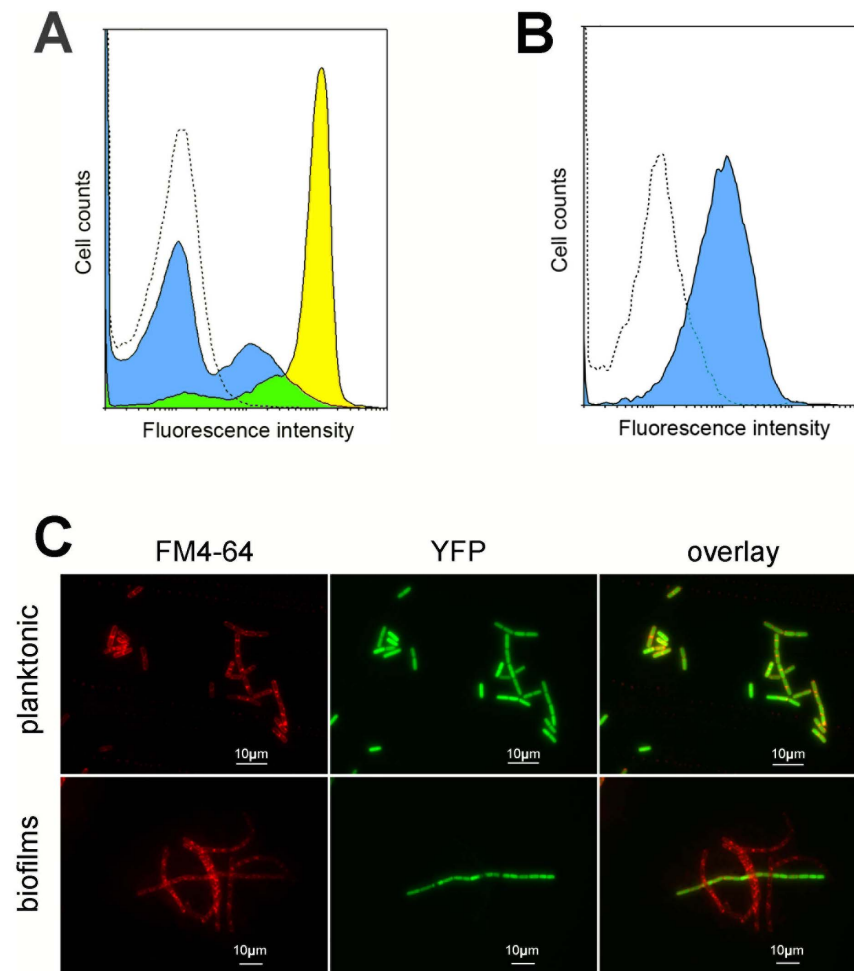 A
B
Cell counts
Fluorescence intensity
Cell counts
Fluorescence intensity
C
FM4-64
YFP
overlay
planktonic
10µm
10µm
10µm
biofilms
10µm
10µm
10µm